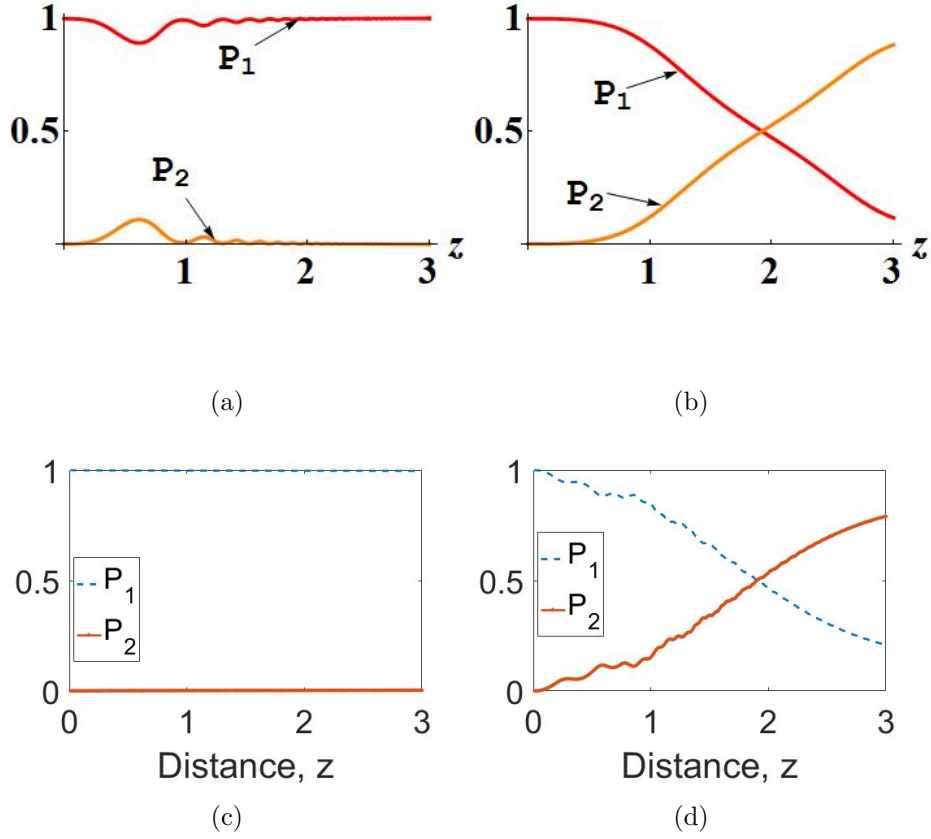 1
P1
0.5
P2
1 2 3 z
(a)
1
P1
0.5
P2
1 2 3 z
(b)
1
0.5
0
P1
P2
0 1 2 3
Distance, z
(c)
1
0.5
0
P1
P2
0 1 2 3
Distance, z
(d)